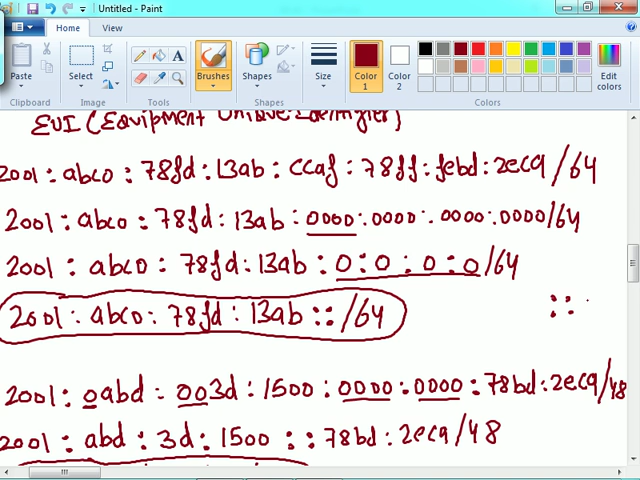 Untitled - Paint
Home View
Paste Select Brushes Shapes Size Color 1 Color 2 Edit colors
Clipboard Image Tools Shapes Colors
EUI (Equipment Unique Identifier)
2001 : abc0 : 78fd : 13ab : ccaf : 78ff : febd : 2eca /64
2001 : abc0 : 78fd : 13ab : 0000 : 0000 : 0000 : 0000/64
2001 : abc0 : 78fd : 13ab : 0 : 0 : 0 : 0/64
2001 : abc0 : 78fd : 13ab :: /64
::
2001 : 0abd : 003d : 1500 : 0000 : 0000 : 78bd : 2eca/48
2001 : abd : 3d : 1500 :: 78bd : 2eca/48